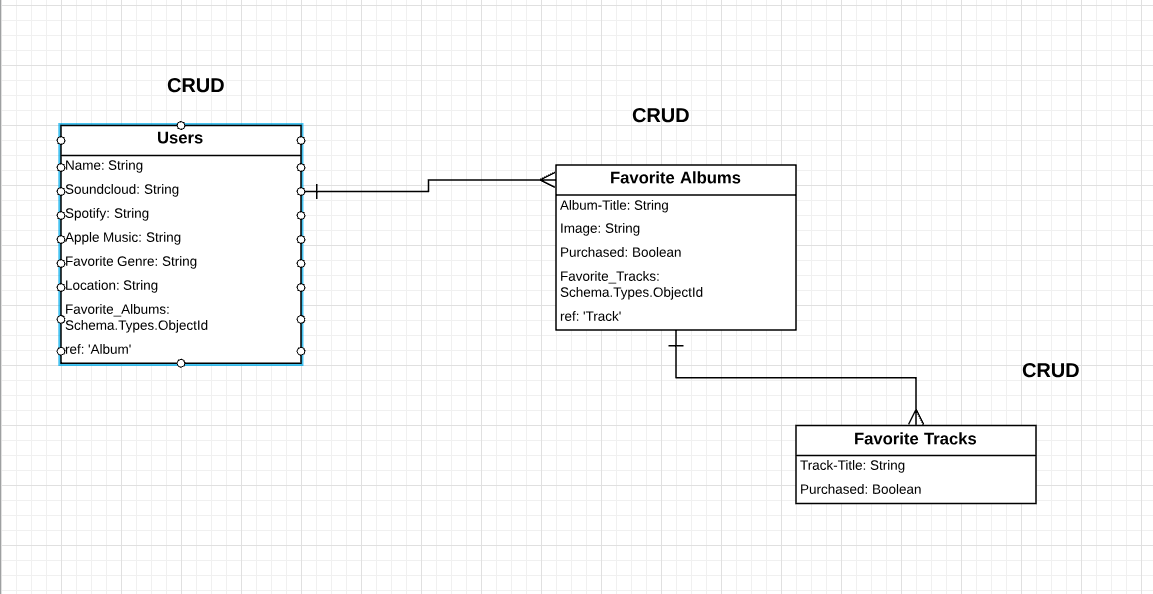 CRUD
Users
Name: String
Soundcloud: String
Spotify: String
Apple Music: String
Favorite Genre: String
Location: String
Favorite_Albums:
Schema.Types.ObjectId
ref: 'Album'
CRUD
Favorite Albums
Album-Title: String
Image: String
Purchased: Boolean
Favorite_Tracks:
Schema.Types.ObjectId
ref: 'Track'
CRUD
Favorite Tracks
Track-Title: String
Purchased: Boolean